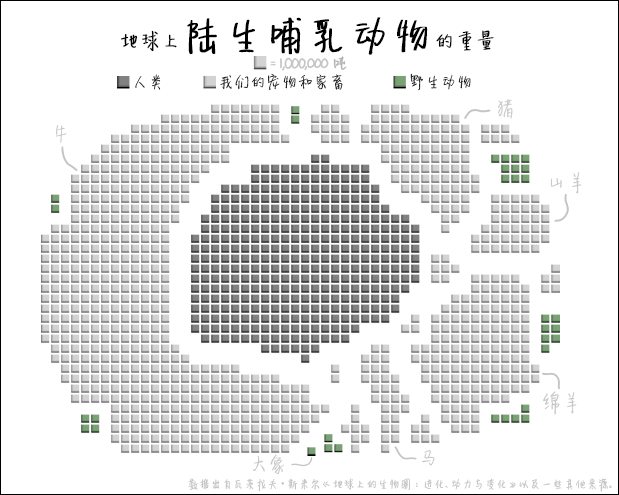 地球上陆生哺乳动物的重量
= 1,000,000 吨
人类 我们的宠物和家畜 野生动物
猪
牛
山羊
绵羊
马
大象
数据出自瓦茨拉夫·斯米尔《地球上的生物圈：进化、动力与变化》以及一些其他来源。